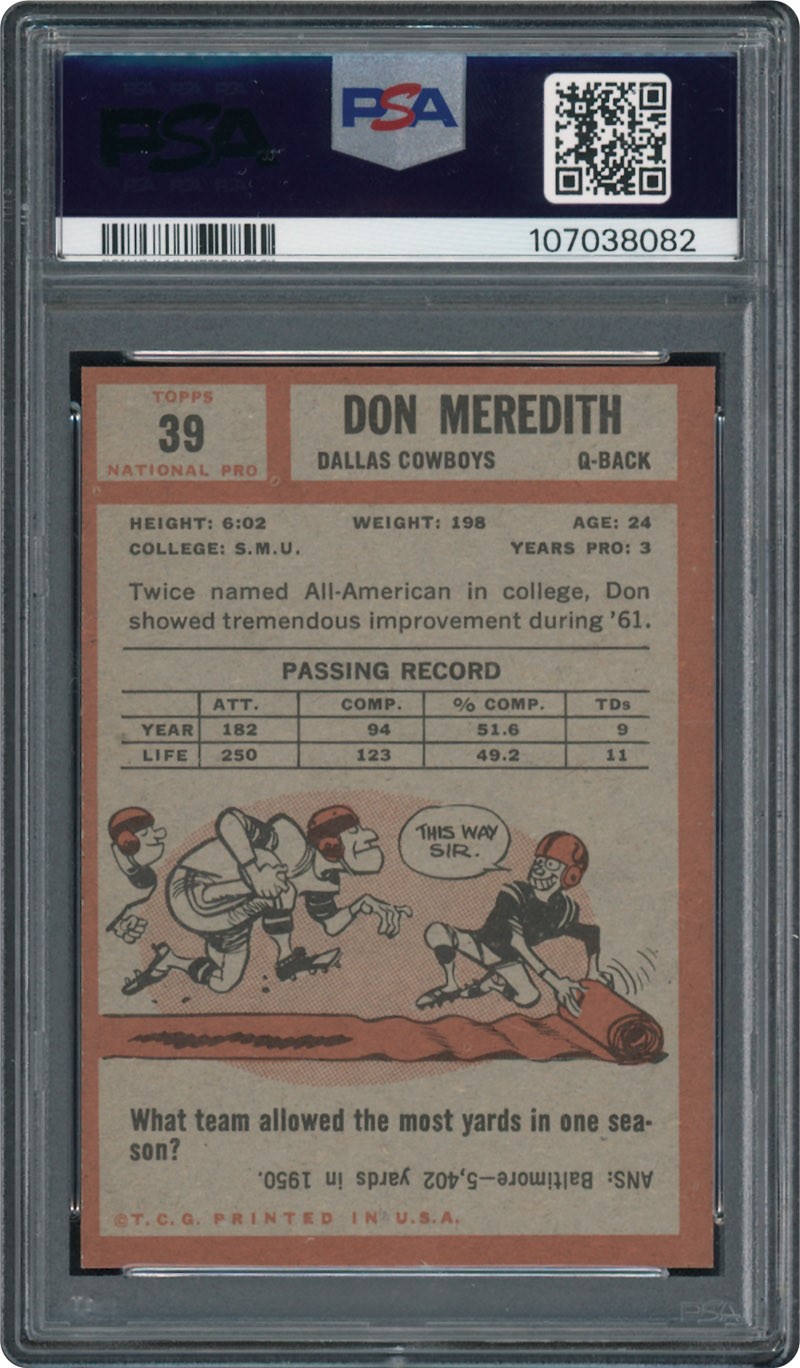 PSA
PSA
107038082
TOPPS
39
NATIONAL PRO
DON MEREDITH
DALLAS COWBOYS Q-BACK
HEIGHT: 6:02 WEIGHT: 198 AGE: 24
COLLEGE: S.M.U. YEARS PRO: 3
Twice named All-American in college, Don
showed tremendous improvement during '61.
PASSING RECORD
ATT. COMP. % COMP. TDs
YEAR 182 94 51.6 9
LIFE 250 123 49.2 11
THIS WAY
SIR.
What team allowed the most yards in one sea-
son?
ANS: Baltimore—5,402 yards in 1950.
©T.C.G. PRINTED IN U.S.A.
PSA